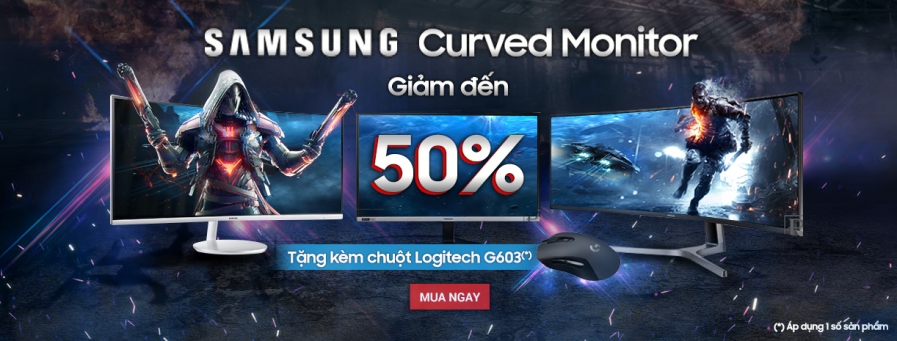 SAMSUNG Curved Monitor
Giảm đến
50%
Tặng kèm chuột Logitech G603(*)
MUA NGAY
(*) Áp dụng 1 số sản phẩm